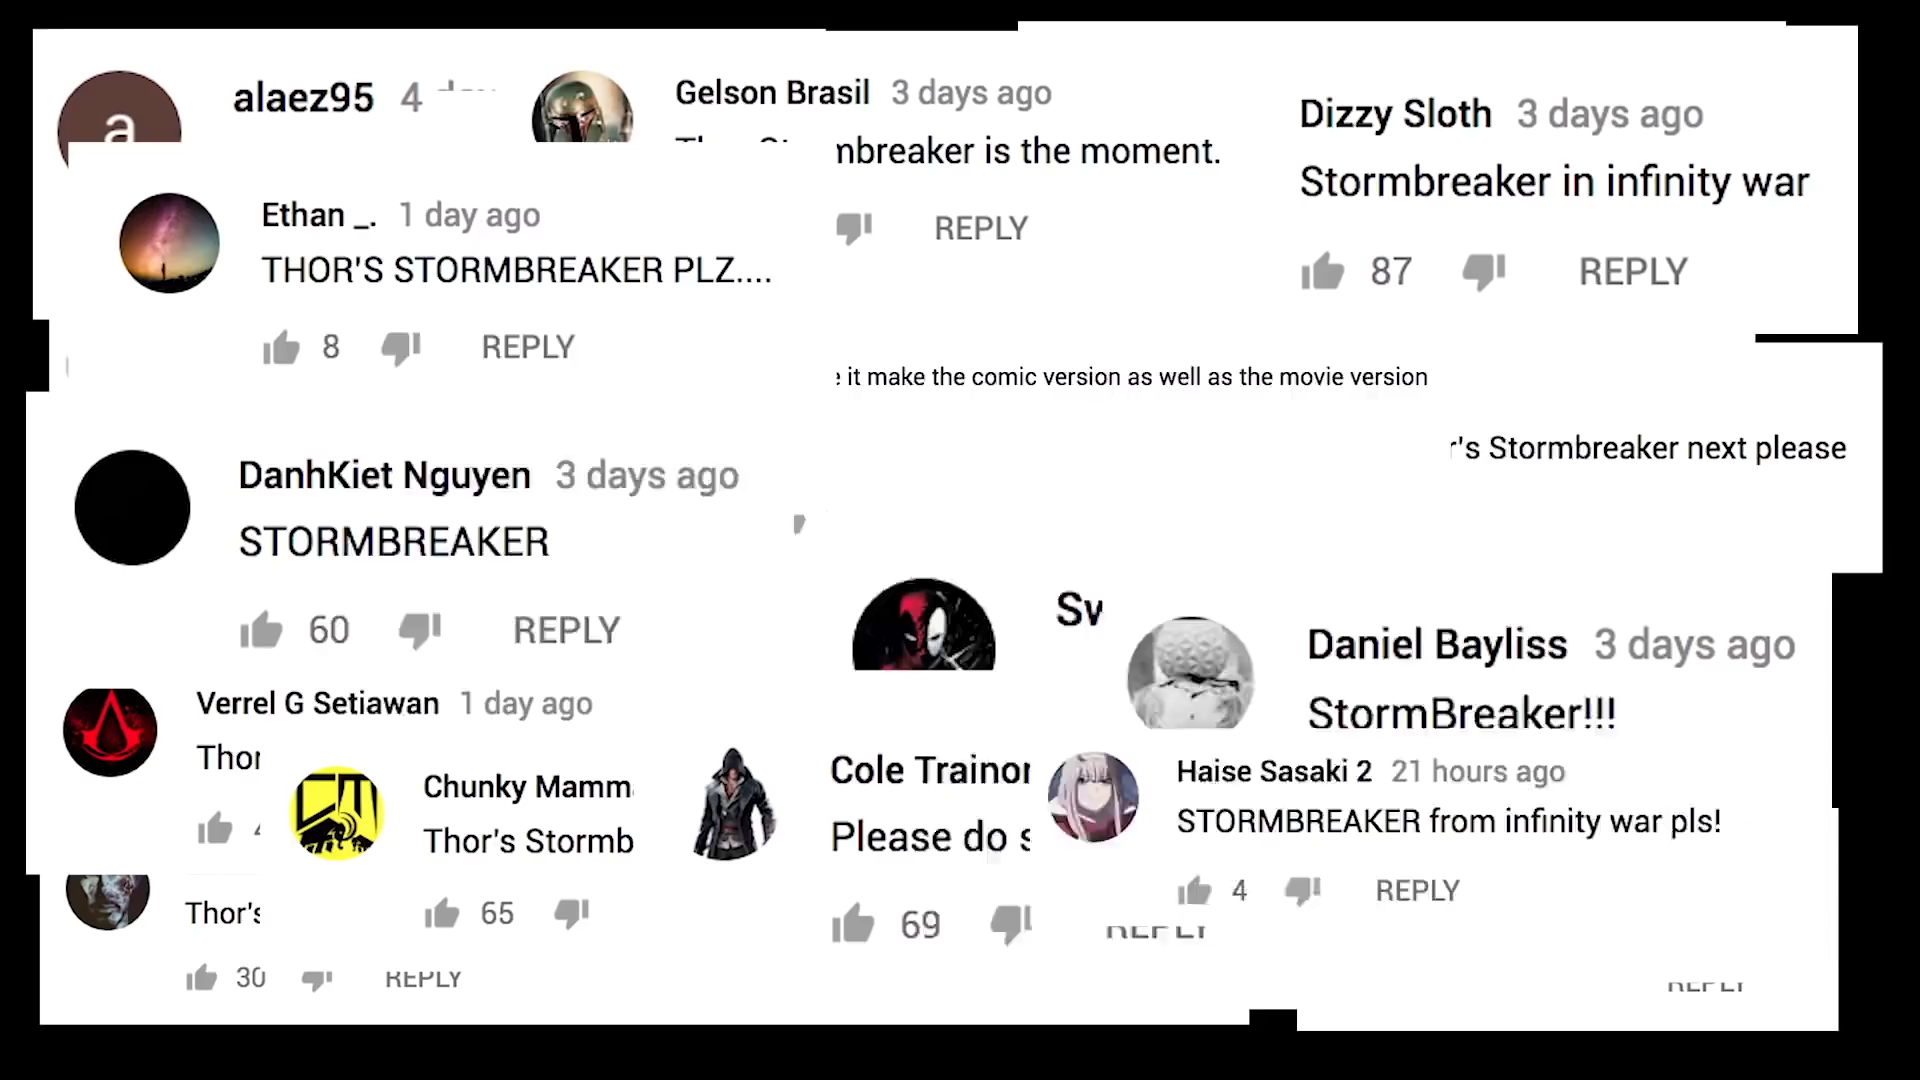 alaez95 4
a
Gelson Brasil 3 days ago
mbreaker is the moment.
REPLY
Dizzy Sloth 3 days ago
Stormbreaker in infinity war
87 REPLY
Ethan _. 1 day ago
THOR'S STORMBREAKER PLZ....
8 REPLY
it make the comic version as well as the movie version
r's Stormbreaker next please
DanhKiet Nguyen 3 days ago
STORMBREAKER
60 REPLY
Sw
Daniel Bayliss 3 days ago
StormBreaker!!!
Verrel G Setiawan 1 day ago
Thor
Chunky Mamm
Thor's Stormb
65
Cole Trainor
Please do s
69
REPLY
Haise Sasaki 2 21 hours ago
STORMBREAKER from infinity war pls!
4 REPLY
Thor's
30 REPLY
REPLY